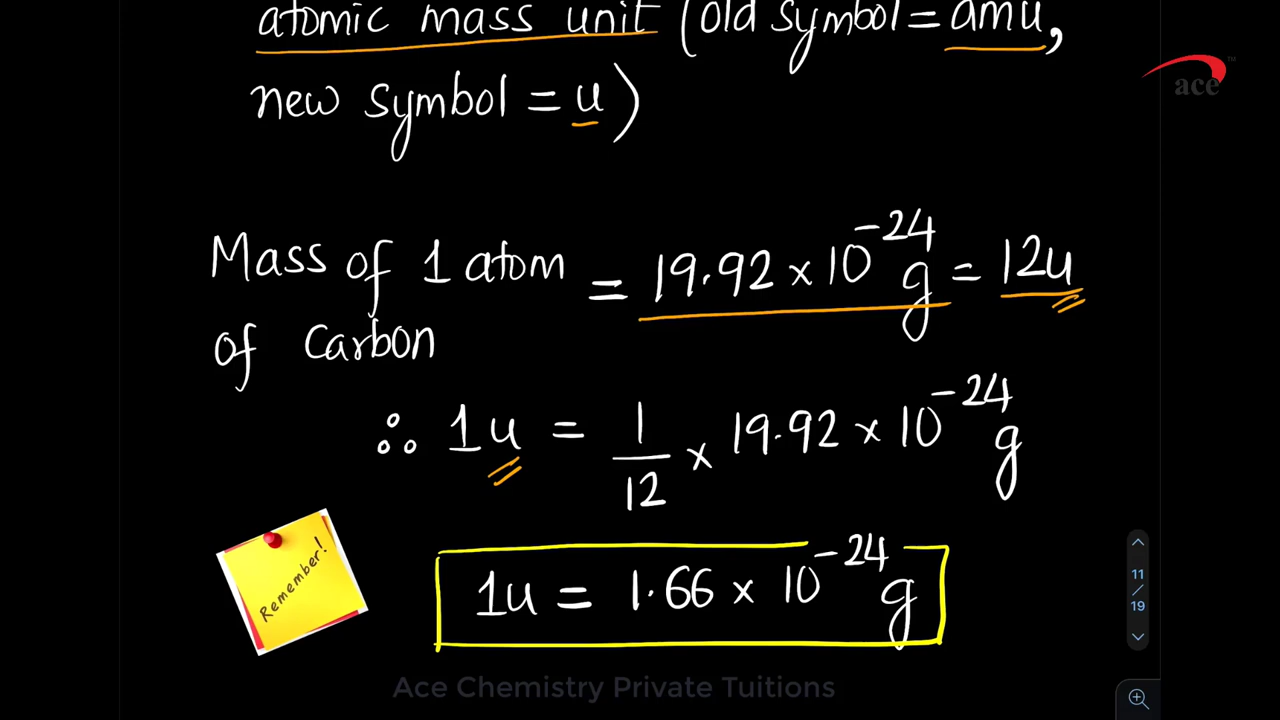 atomic mass unit (old symbol = amu,
new symbol = u)
ace™
Mass of 1 atom
of carbon
= 19.92 × 10⁻²⁴ g = 12u
∴ 1u = 1/12 × 19.92 × 10⁻²⁴ g
Remember!
1u = 1.66 × 10⁻²⁴ g
11
/
19
Ace Chemistry Private Tuitions